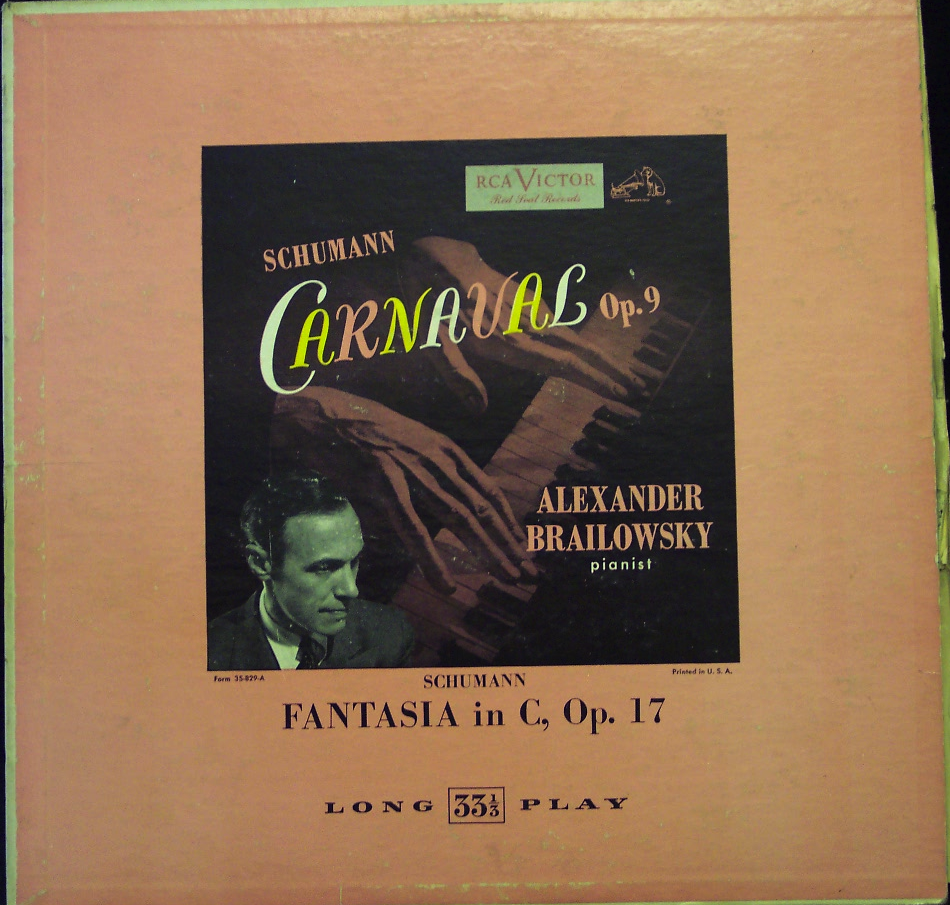 RCA VICTOR
Red Seal Records
SCHUMANN
CARNAVAL Op. 9
ALEXANDER
BRAILOWSKY
pianist
Form 35-829-A
Printed in U. S. A.
SCHUMANN
FANTASIA in C, Op. 17
LONG 33⅓ PLAY